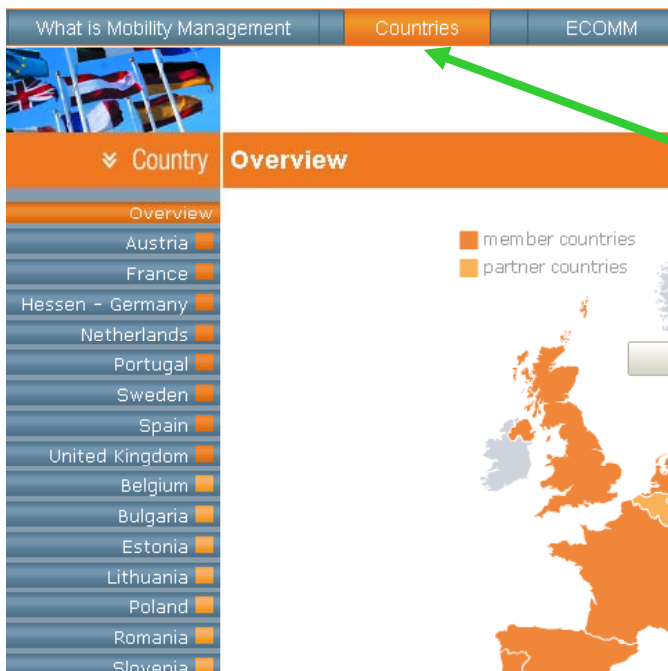 What is Mobility Management Countries ECOMM
Country Overview
Overview
member countries
partner countries
Austria
France
Hessen - Germany
Netherlands
Portugal
Sweden
Spain
United Kingdom
Belgium
Bulgaria
Estonia
Lithuania
Poland
Romania
Slovenia